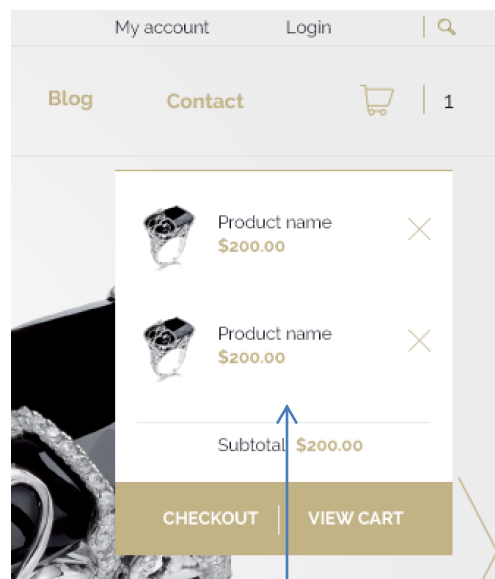 My account Login
Blog Contact 1
Product name
$200.00
Product name
$200.00
Subtotal $200.00
CHECKOUT VIEW CART